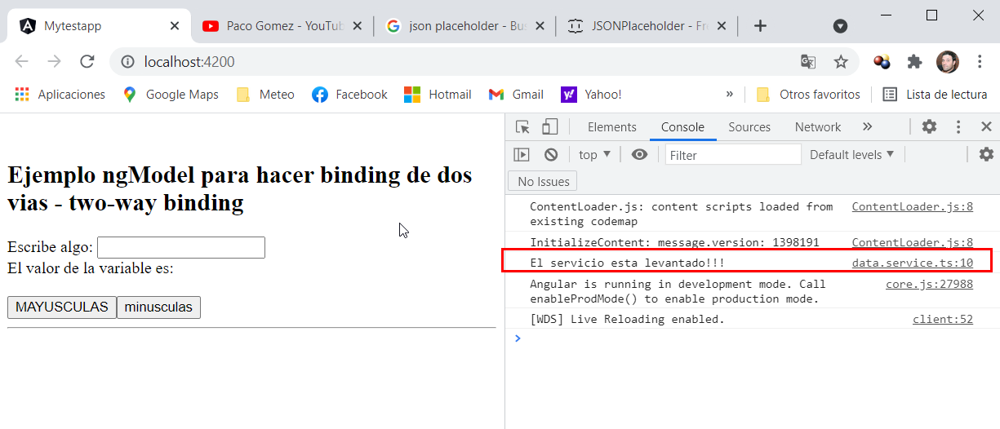 Mytestapp
Paco Gomez - YouTub
json placeholder - Bus
JSONPlaceholder - Fre
localhost:4200
Aplicaciones
Google Maps
Meteo
Facebook
Hotmail
Gmail
Yahoo!
»
Otros favoritos
Lista de lectura
Ejemplo ngModel para hacer binding de dos
vias - two-way binding
Escribe algo:
El valor de la variable es:
MAYUSCULAS
minusculas
Elements
Console
Sources
Network
»
top ▼
Filter
Default levels ▼
No Issues
ContentLoader.js: content scripts loaded from ContentLoader.js:8
existing codemap
InitializeContent: message.version: 1398191 ContentLoader.js:8
El servicio esta levantado!!! data.service.ts:10
Angular is running in development mode. Call core.js:27988
enableProdMode() to enable production mode.
[WDS] Live Reloading enabled. client:52